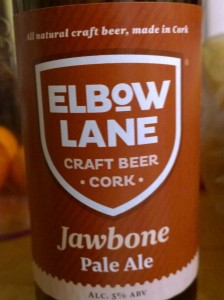 All natural craft beer, made in Cork
ELBOW
LANE
CRAFT BEER
• CORK •
Jawbone
Pale Ale
ALC. 5% ABV